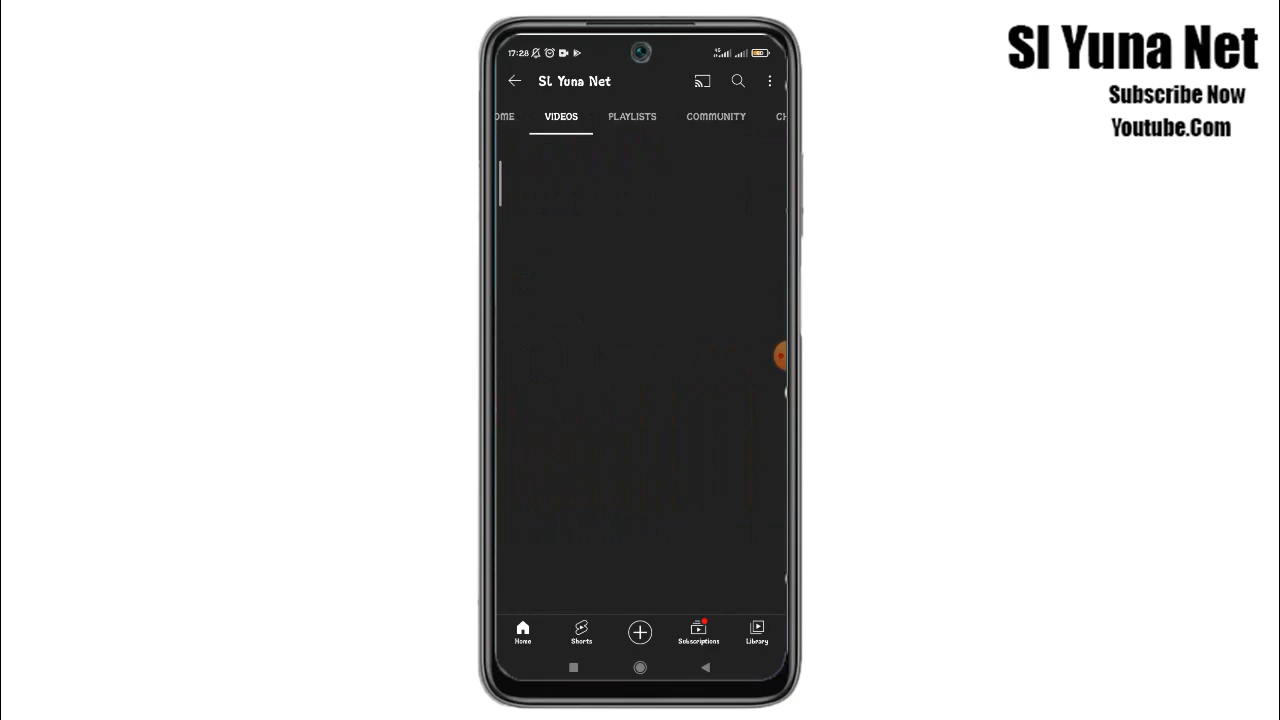 Sl Yuna Net
Subscribe Now
Youtube.Com
17:28
SL Yuna Net
OME VIDEOS PLAYLISTS COMMUNITY CH
Home Shorts Subscriptions Library